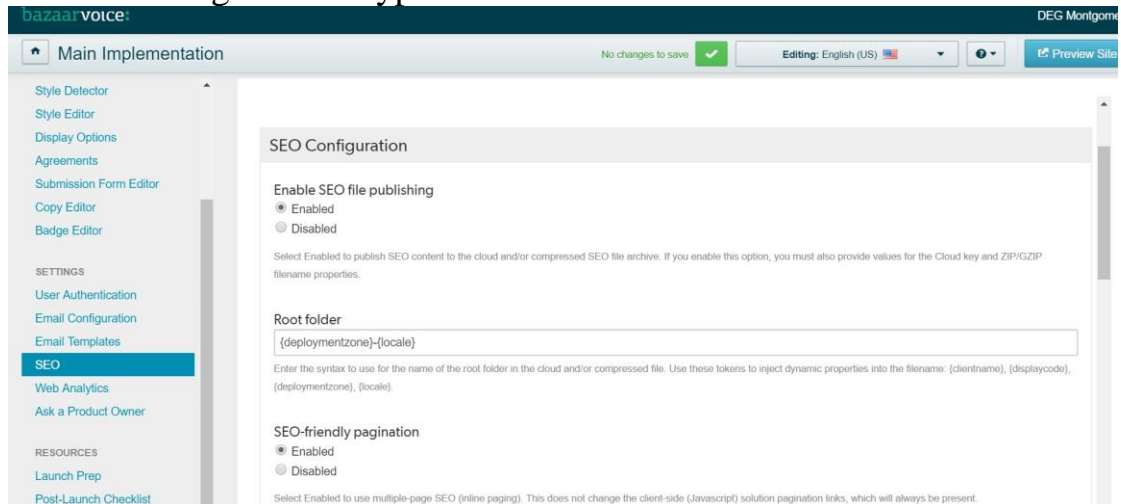 bazaarvoice:
DEG Montgome
Main Implementation
No changes to save
Editing: English (US)
Preview Site
Style Detector
Style Editor
Display Options
Agreements
Submission Form Editor
Copy Editor
Badge Editor
SETTINGS
User Authentication
Email Configuration
Email Templates
SEO
Web Analytics
Ask a Product Owner
RESOURCES
Launch Prep
Post-Launch Checklist
SEO Configuration
Enable SEO file publishing
Enabled
Disabled
Select Enabled to publish SEO content to the cloud and/or compressed SEO file archive. If you enable this option, you must also provide values for the Cloud key and ZIP/GZIP
filename properties.
Root folder
{deploymentzone}-{locale}
Enter the syntax to use for the name of the root folder in the cloud and/or compressed file. Use these tokens to inject dynamic properties into the filename: {clientname}, {displaycode},
{deploymentzone}, {locale}.
SEO-friendly pagination
Enabled
Disabled
Select Enabled to use multiple-page SEO (inline paging). This does not change the client-side (Javascript) solution pagination links, which will always be present.